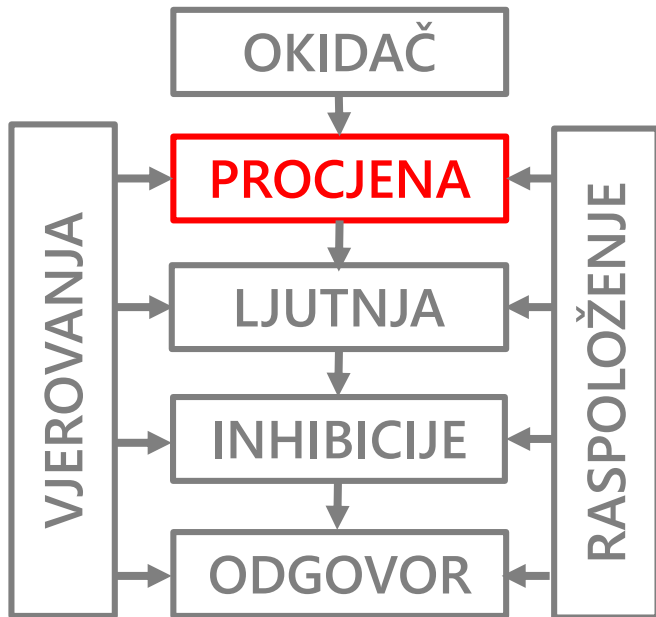 OKIDAČ
PROCJENA
LJUTNJA
INHIBICIJE
ODGOVOR
VJEROVANJA
RASPOLOŽENJE